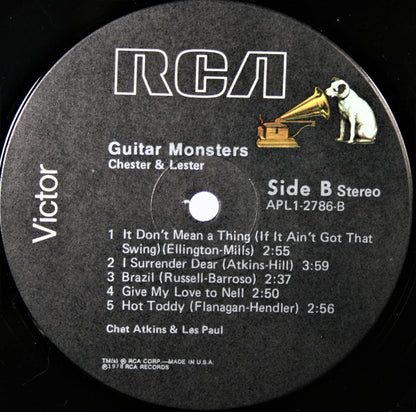 RCA
Victor
Guitar Monsters
Chester & Lester
Side B Stereo
APL1-2786-B
1 It Don't Mean a Thing (If It Ain't Got That
Swing)(Ellington-Mills) 2:55
2 I Surrender Dear (Atkins-Hill) 3:59
3 Brazil (Russell-Barroso) 2:37
4 Give My Love to Nell 2:50
5 Hot Toddy (Flanagan-Hendler) 2:56
Chet Atkins & Les Paul
TM(s) ® RCA CORP.—MADE IN U.S.A.
℗1978 RCA RECORDS